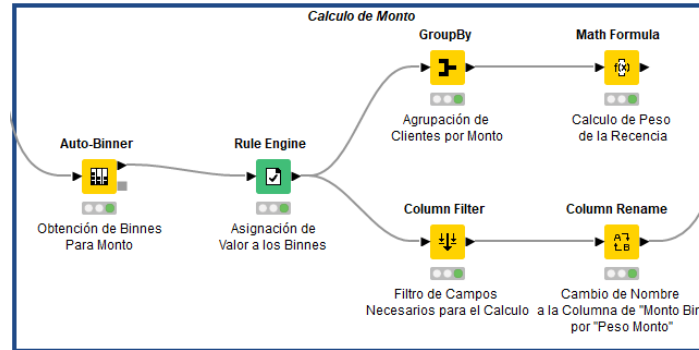 Calculo de Monto
GroupBy
Math Formula
f(x)
Agrupación de
Clientes por Monto
Calculo de Peso
de la Recencia
Auto-Binner
Rule Engine
Obtención de Binnes
Para Monto
Asignación de
Valor a los Binnes
Column Filter
Column Rename
A
B
Filtro de Campos
Necesarios para el Calculo
Cambio de Nombre
a la Columna de "Monto Bin
por "Peso Monto"